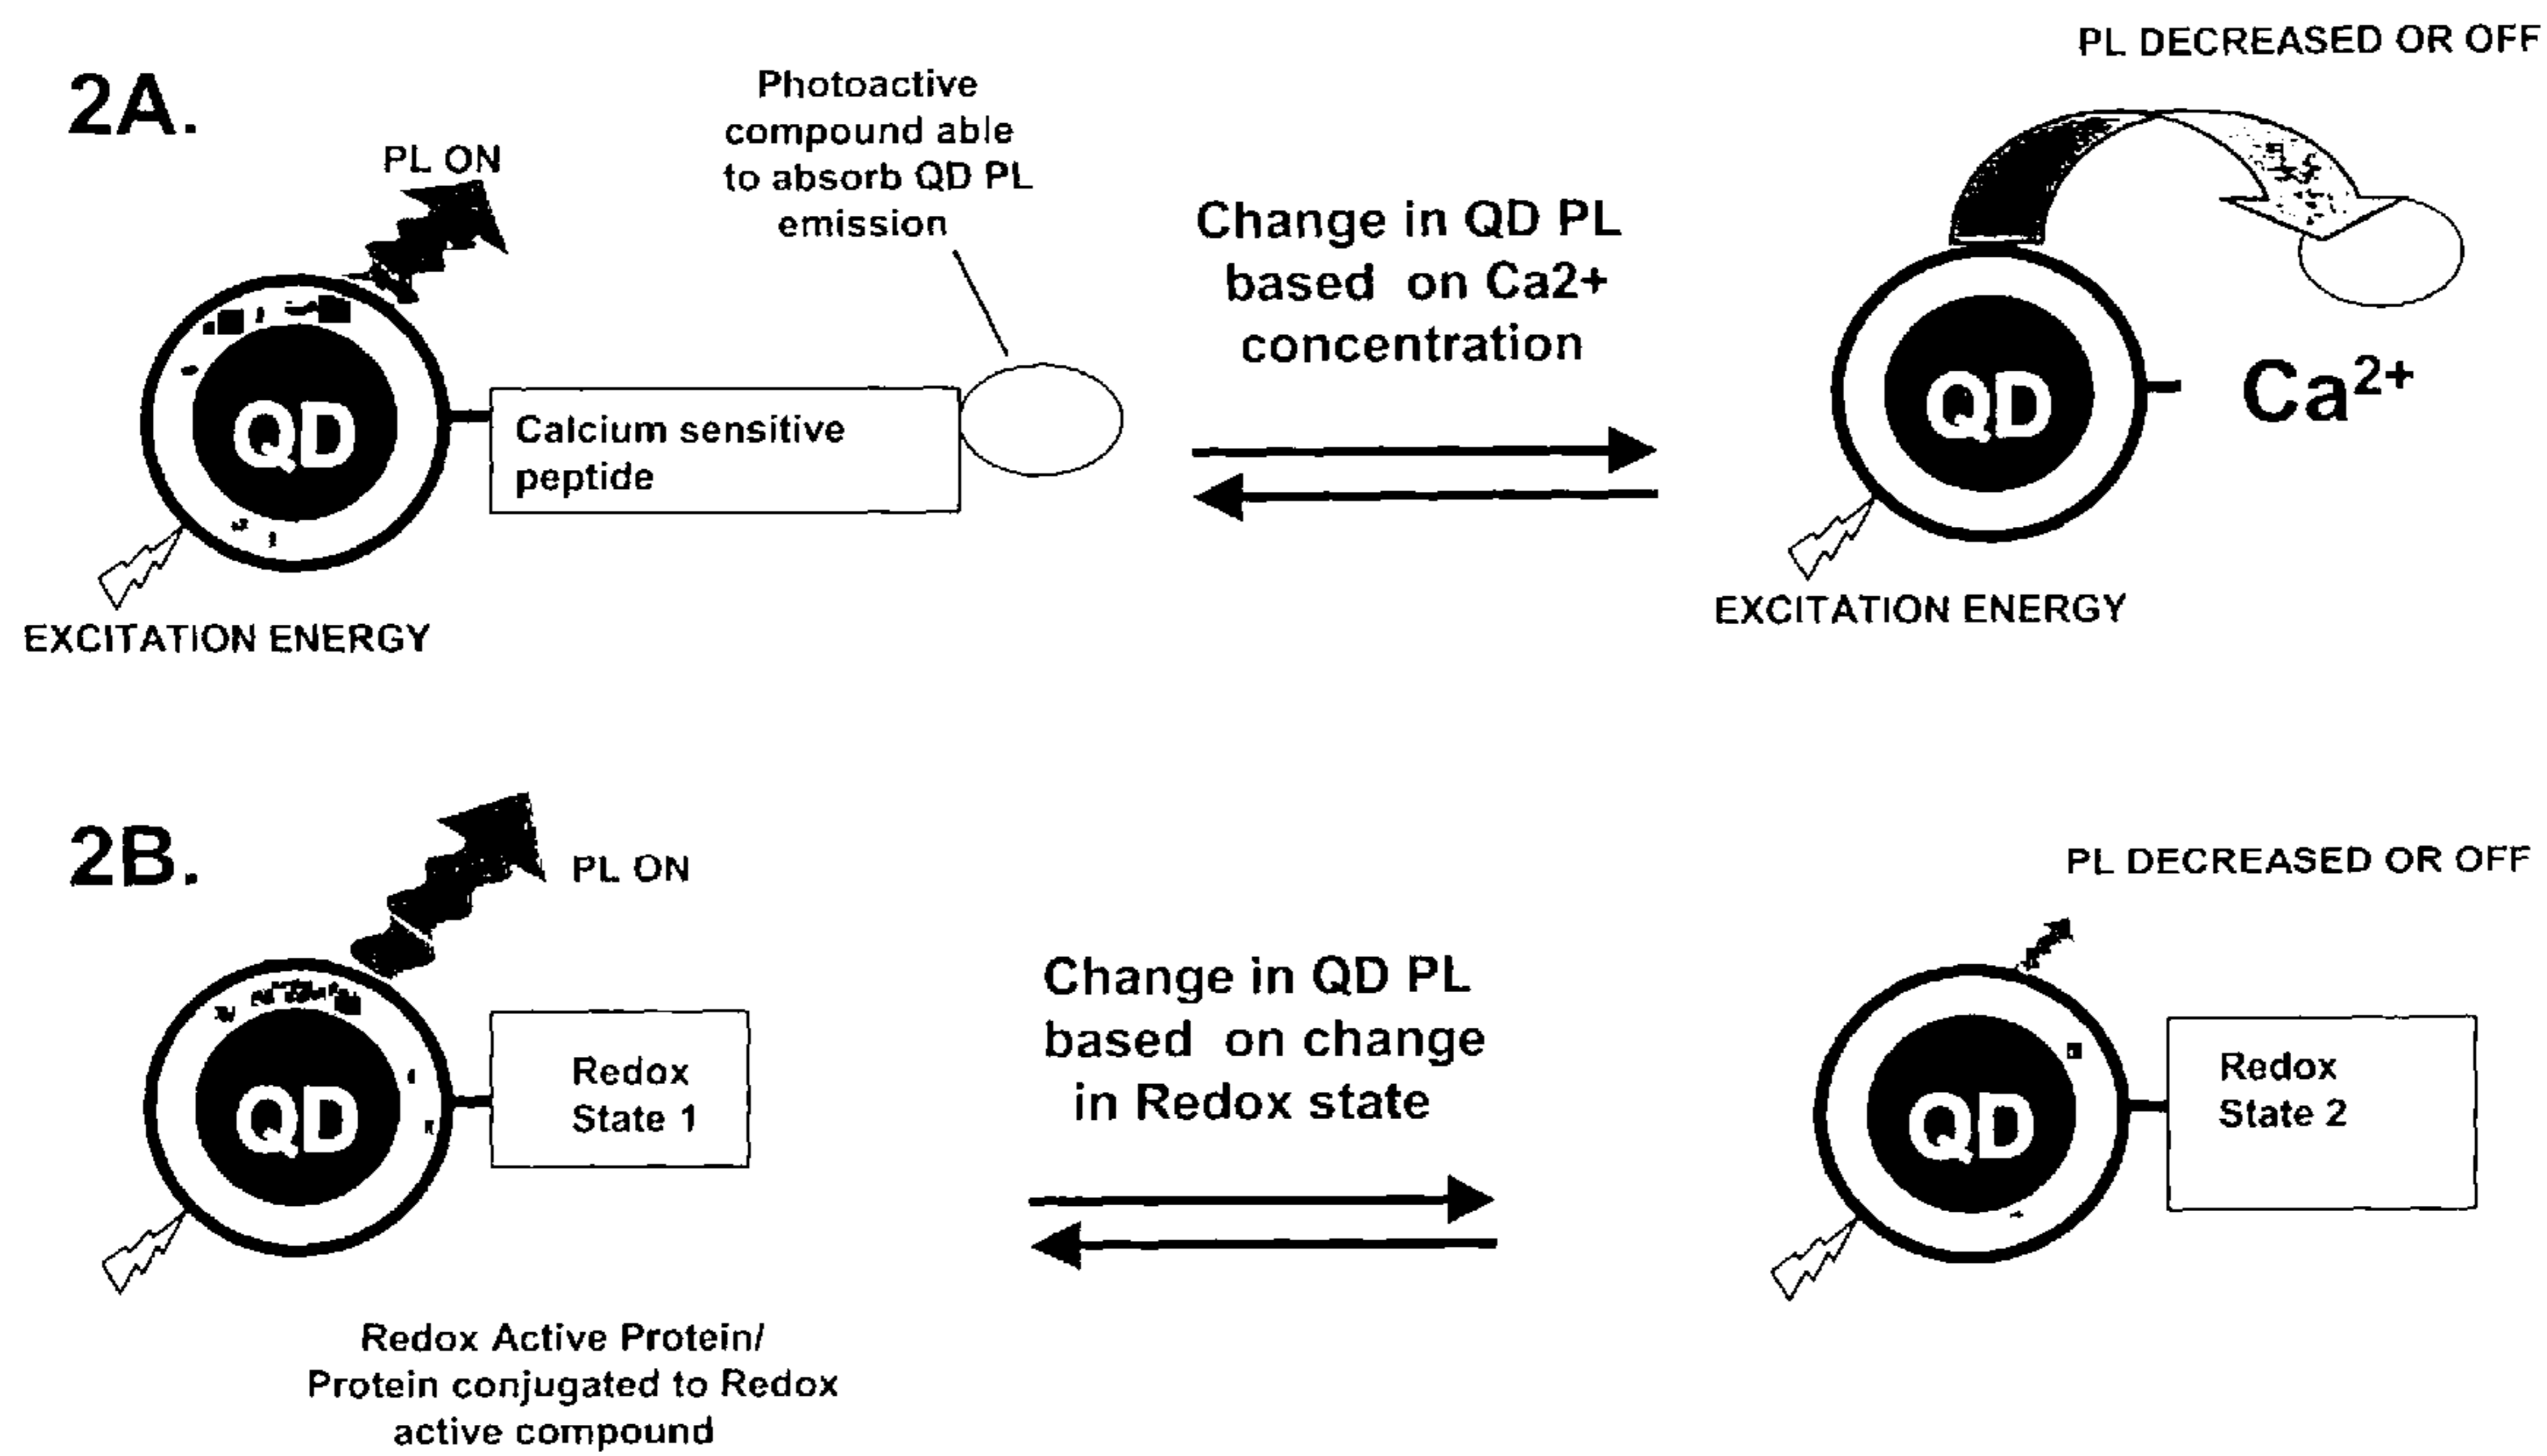 2A.
PL ON
Photoactive
compound able
to absorb QD PL
emission
QD
Calcium sensitive
peptide
EXCITATION ENERGY
Change in QD PL
based on Ca2+
concentration
PL DECREASED OR OFF
QD
Ca²⁺
EXCITATION ENERGY
2B.
PL ON
QD
Redox
State 1
Redox Active Protein/
Protein conjugated to Redox
active compound
Change in QD PL
based on change
in Redox state
PL DECREASED OR OFF
QD
Redox
State 2